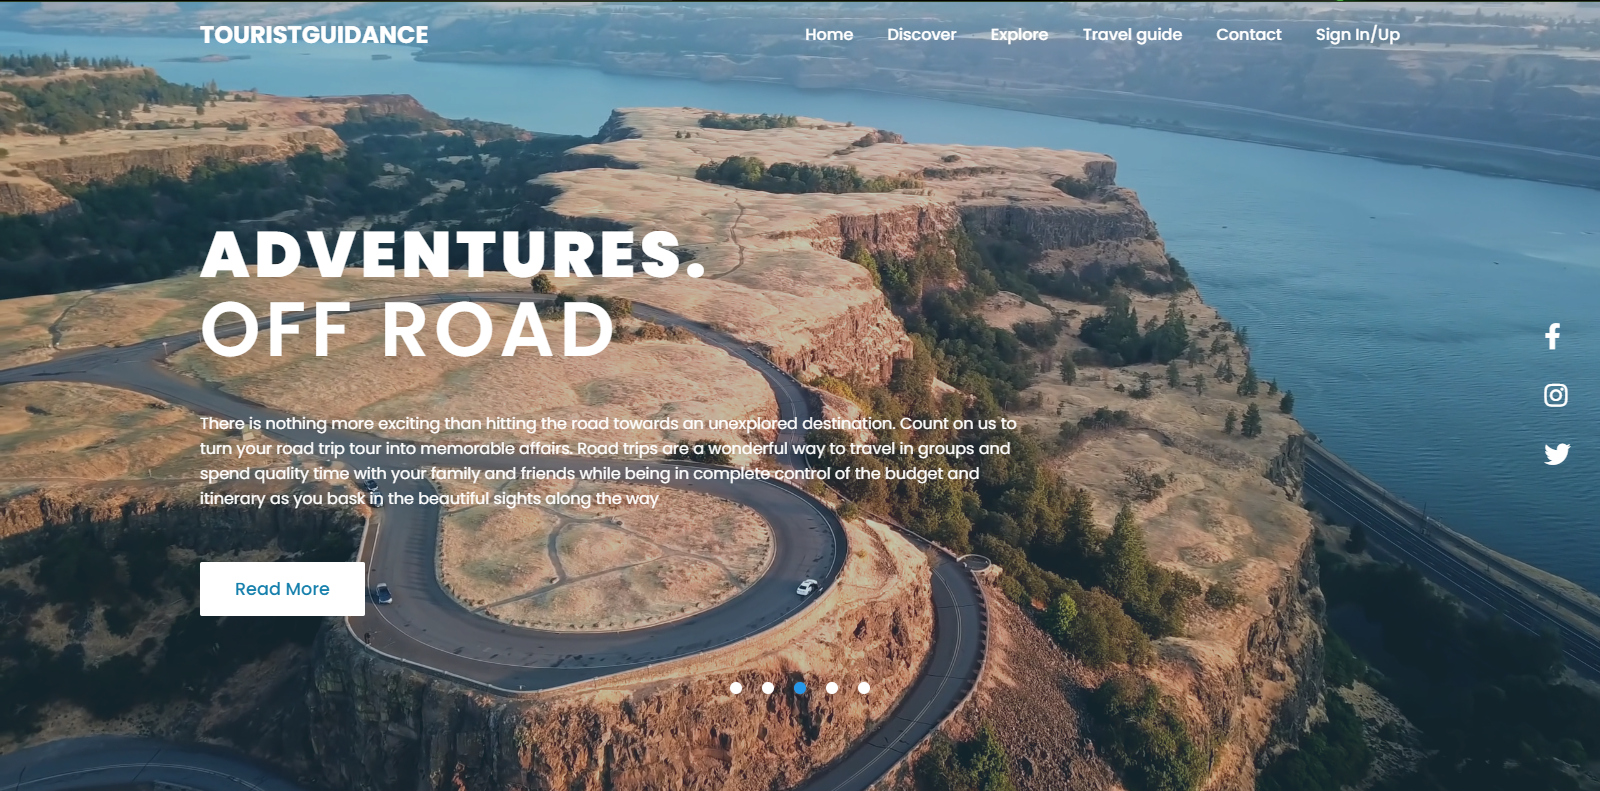 TOURISTGUIDANCE
Home Discover Explore Travel guide Contact Sign In/Up
ADVENTURES.
OFF ROAD
There is nothing more exciting than hitting the road towards an unexplored destination. Count on us to
turn your road trip tour into memorable affairs. Road trips are a wonderful way to travel in groups and
spend quality time with your family and friends while being in complete control of the budget and
itinerary as you bask in the beautiful sights along the way
Read More